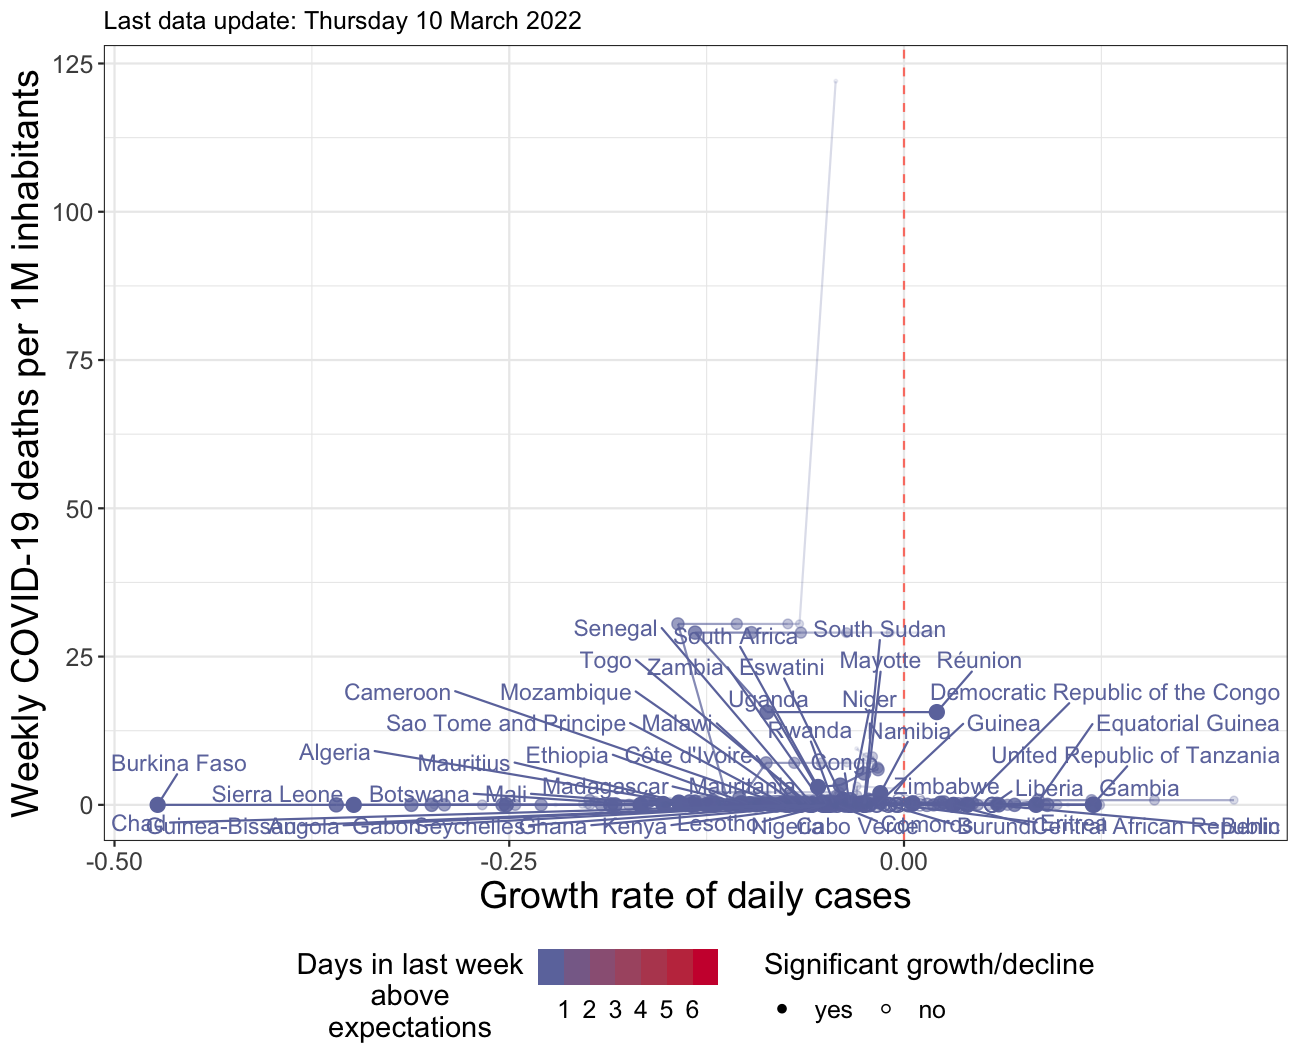 Last data update: Thursday 10 March 2022
Weekly COVID-19 deaths per 1M inhabitants
125
100
75
50
25
0
Senegal
South Africa
South Sudan
Togo
Zambia
Eswatini
Mayotte
Réunion
Cameroon
Mozambique
Uganda
Niger
Democratic Republic of the Congo
Sao Tome and Principe
Malawi
Rwanda
Namibia
Guinea
Equatorial Guinea
Algeria
Ethiopia
Côte d'Ivoire
Congo
United Republic of Tanzania
Burkina Faso
Mauritius
Sierra Leone
Botswana
Mali
Madagascar
Mauritania
Zimbabwe
Liberia
Gambia
Chad
Guinea-Bissau
Angola
Gabon
Seychelles
Ghana
Kenya
Lesotho
Nigeria
Cabo Verde
Comoros
Burundi
Eritrea
Central African Republic
Benin
-0.50
-0.25
0.00
Growth rate of daily cases
Days in last week
above
expectations
1 2 3 4 5 6
Significant growth/decline
yes
no